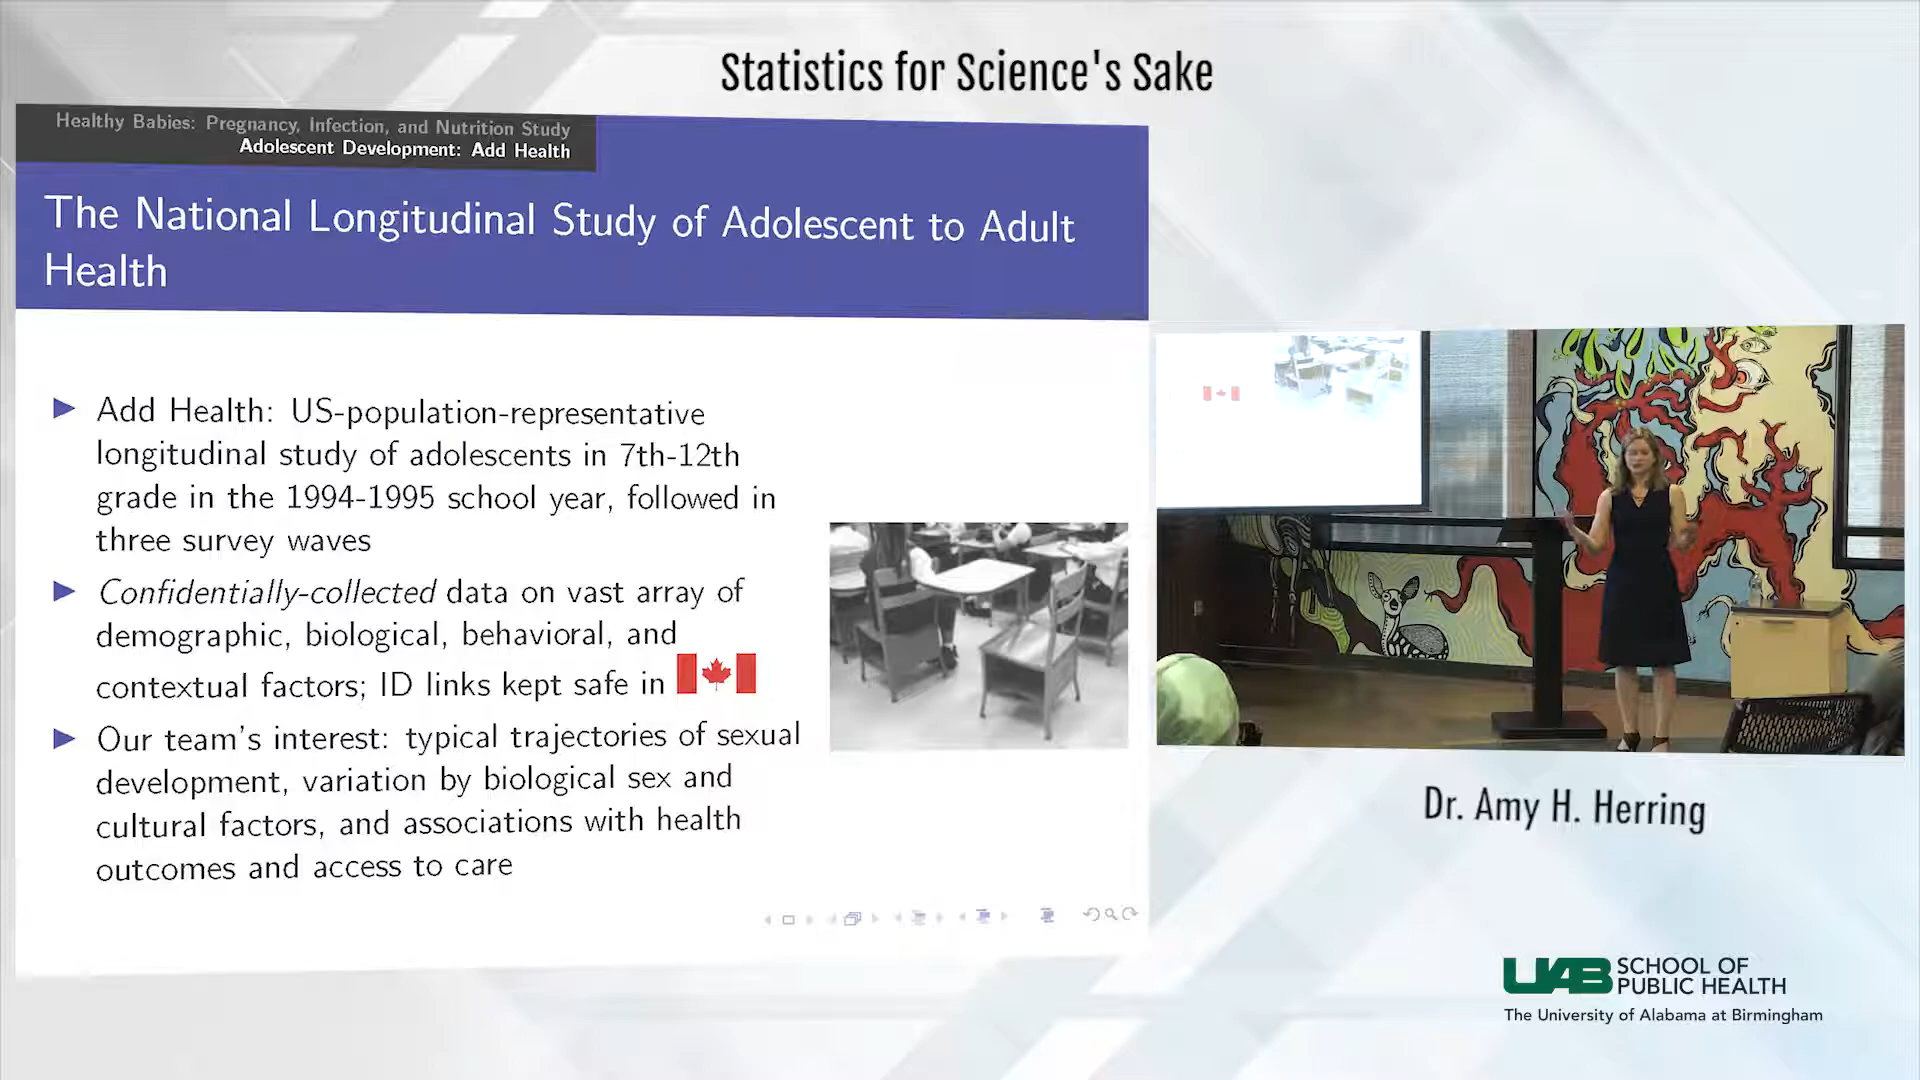 Statistics for Science's Sake
Healthy Babies: Pregnancy, Infection, and Nutrition Study
Adolescent Development: Add Health
The National Longitudinal Study of Adolescent to Adult
Health
Add Health: US-population-representative
longitudinal study of adolescents in 7th-12th
grade in the 1994-1995 school year, followed in
three survey waves
Confidentially-collected data on vast array of
demographic, biological, behavioral, and
contextual factors; ID links kept safe in
Our team's interest: typical trajectories of sexual
development, variation by biological sex and
cultural factors, and associations with health
outcomes and access to care
Dr. Amy H. Herring
UAB SCHOOL OF
PUBLIC HEALTH
The University of Alabama at Birmingham